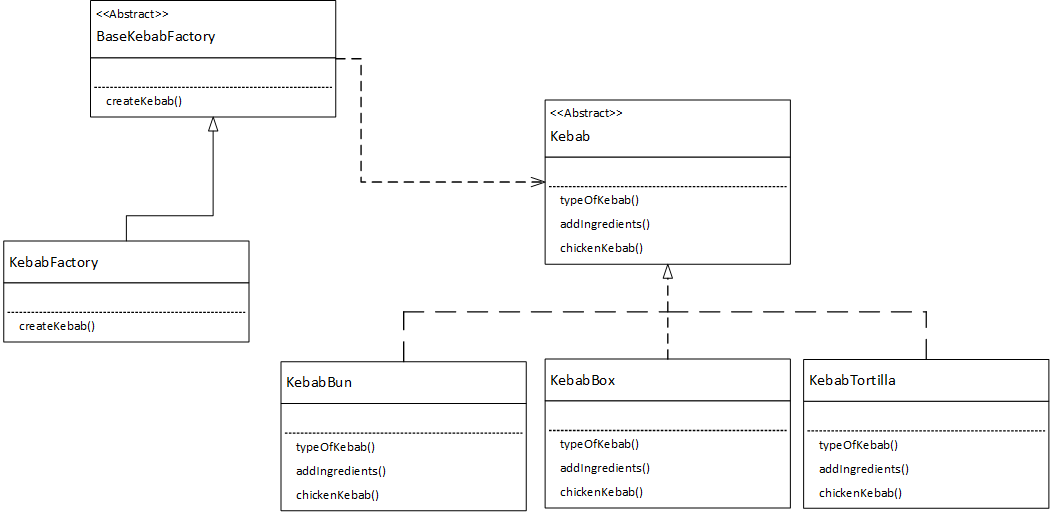 <<Abstract>>
BaseKebabFactory
createKebab()
<<Abstract>>
Kebab
typeOfKebab()
addIngredients()
chickenKebab()
KebabFactory
createKebab()
KebabBun
typeOfKebab()
addIngredients()
chickenKebab()
KebabBox
typeOfKebab()
addIngredients()
chickenKebab()
KebabTortilla
typeOfKebab()
addIngredients()
chickenKebab()